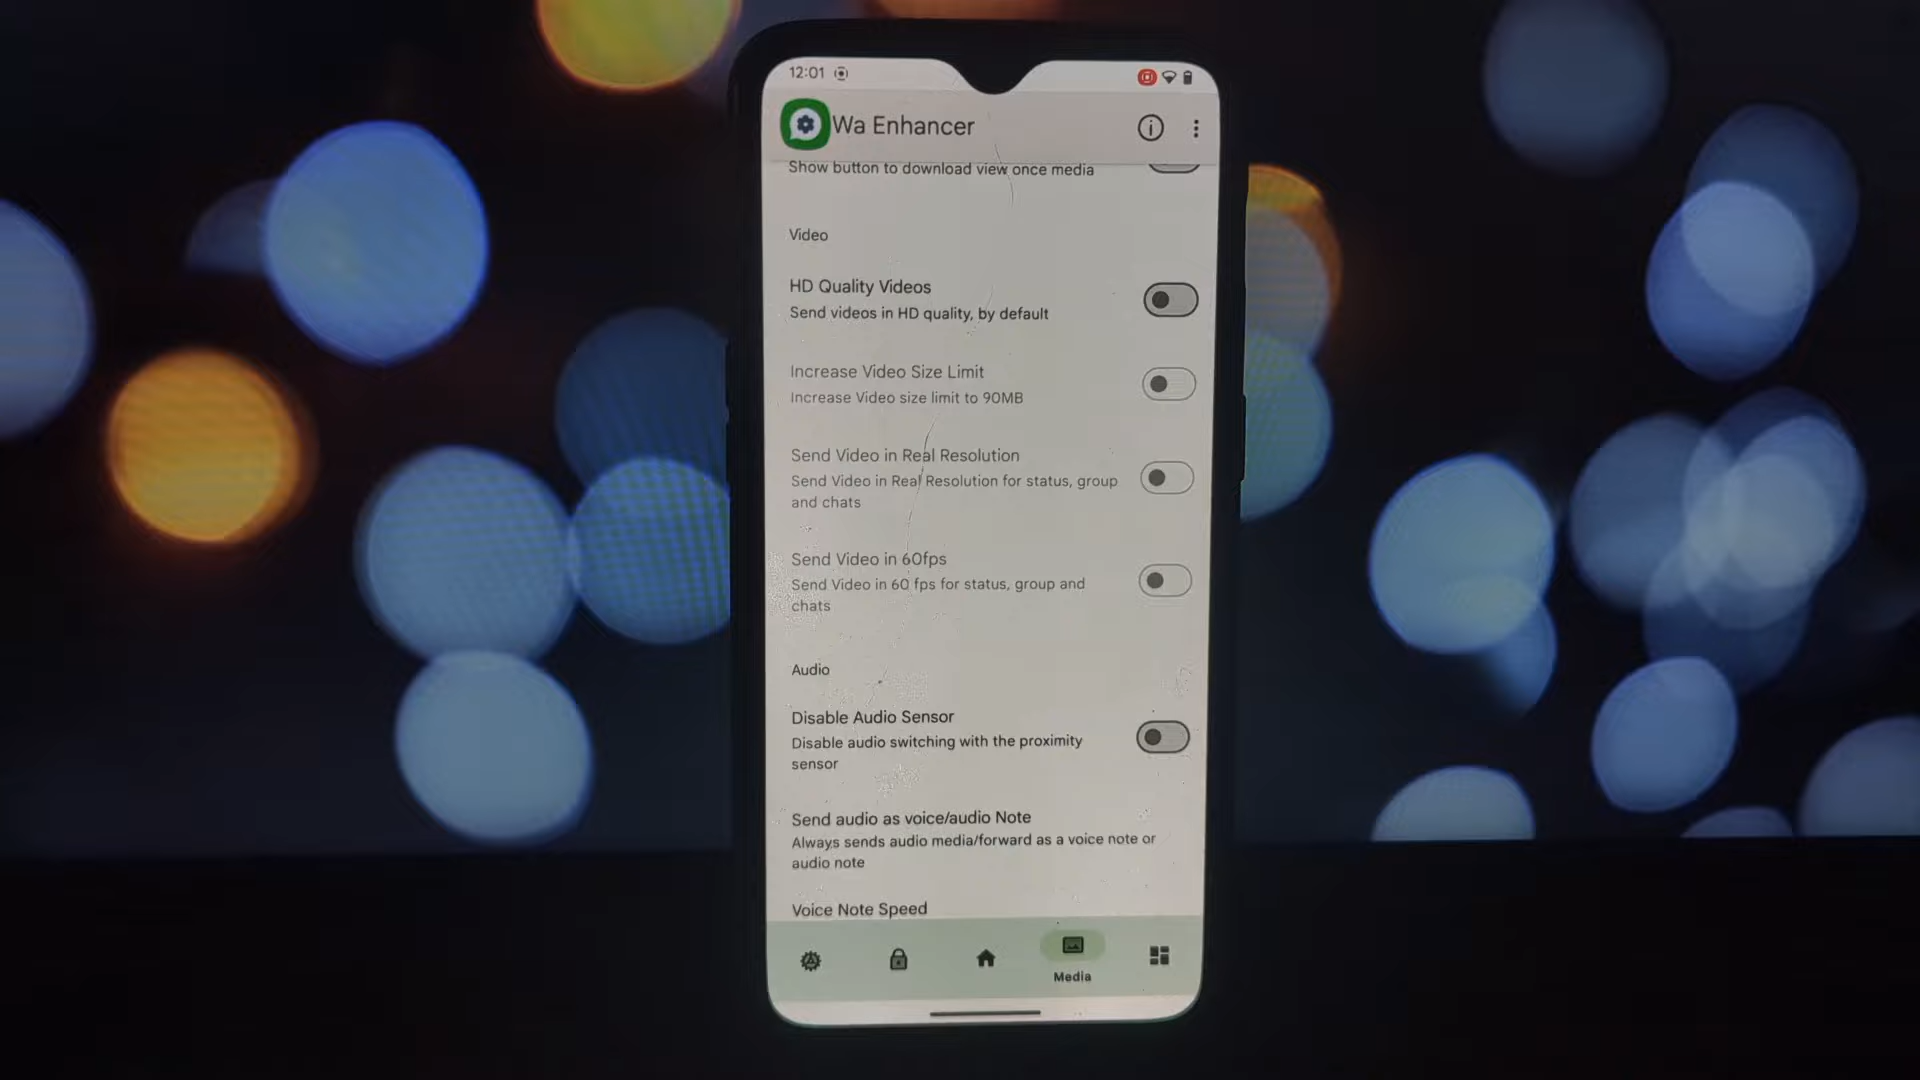 12:01
Wa Enhancer
Show button to download view once media
Video
HD Quality Videos
Send videos in HD quality, by default
Increase Video Size Limit
Increase Video size limit to 90MB
Send Video in Real Resolution
Send Video in Real Resolution for status, group
and chats
Send Video in 60fps
Send Video in 60 fps for status, group and
chats
Audio
Disable Audio Sensor
Disable audio switching with the proximity
sensor
Send audio as voice/audio Note
Always sends audio media/forward as a voice note or
audio note
Voice Note Speed
Media